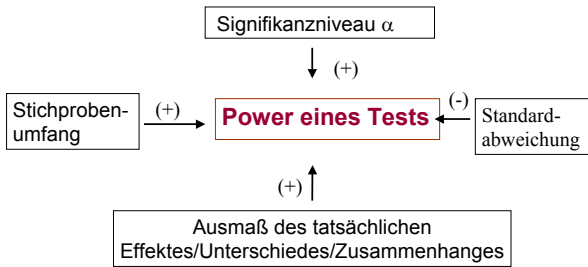 Signifikanzniveau α
(+)
Stichproben-
umfang
(+)
Power eines Tests
(-)
Standard-
abweichung
(+)
Ausmaß des tatsächlichen
Effektes/Unterschiedes/Zusammenhanges